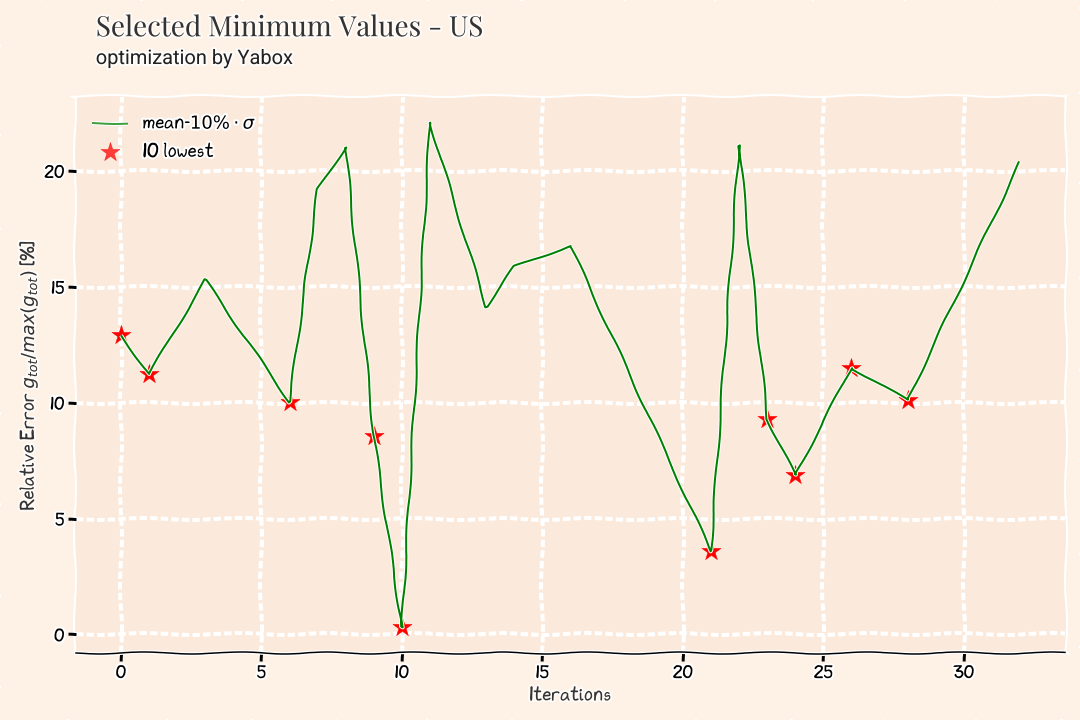 Selected Minimum Values - US
optimization by Yabox
mean-10% · σ
10 lowest
Relative Error g_tot/max(g_tot) [%]
20
15
10
5
0
0 5 10 15 20 25 30
Iterations